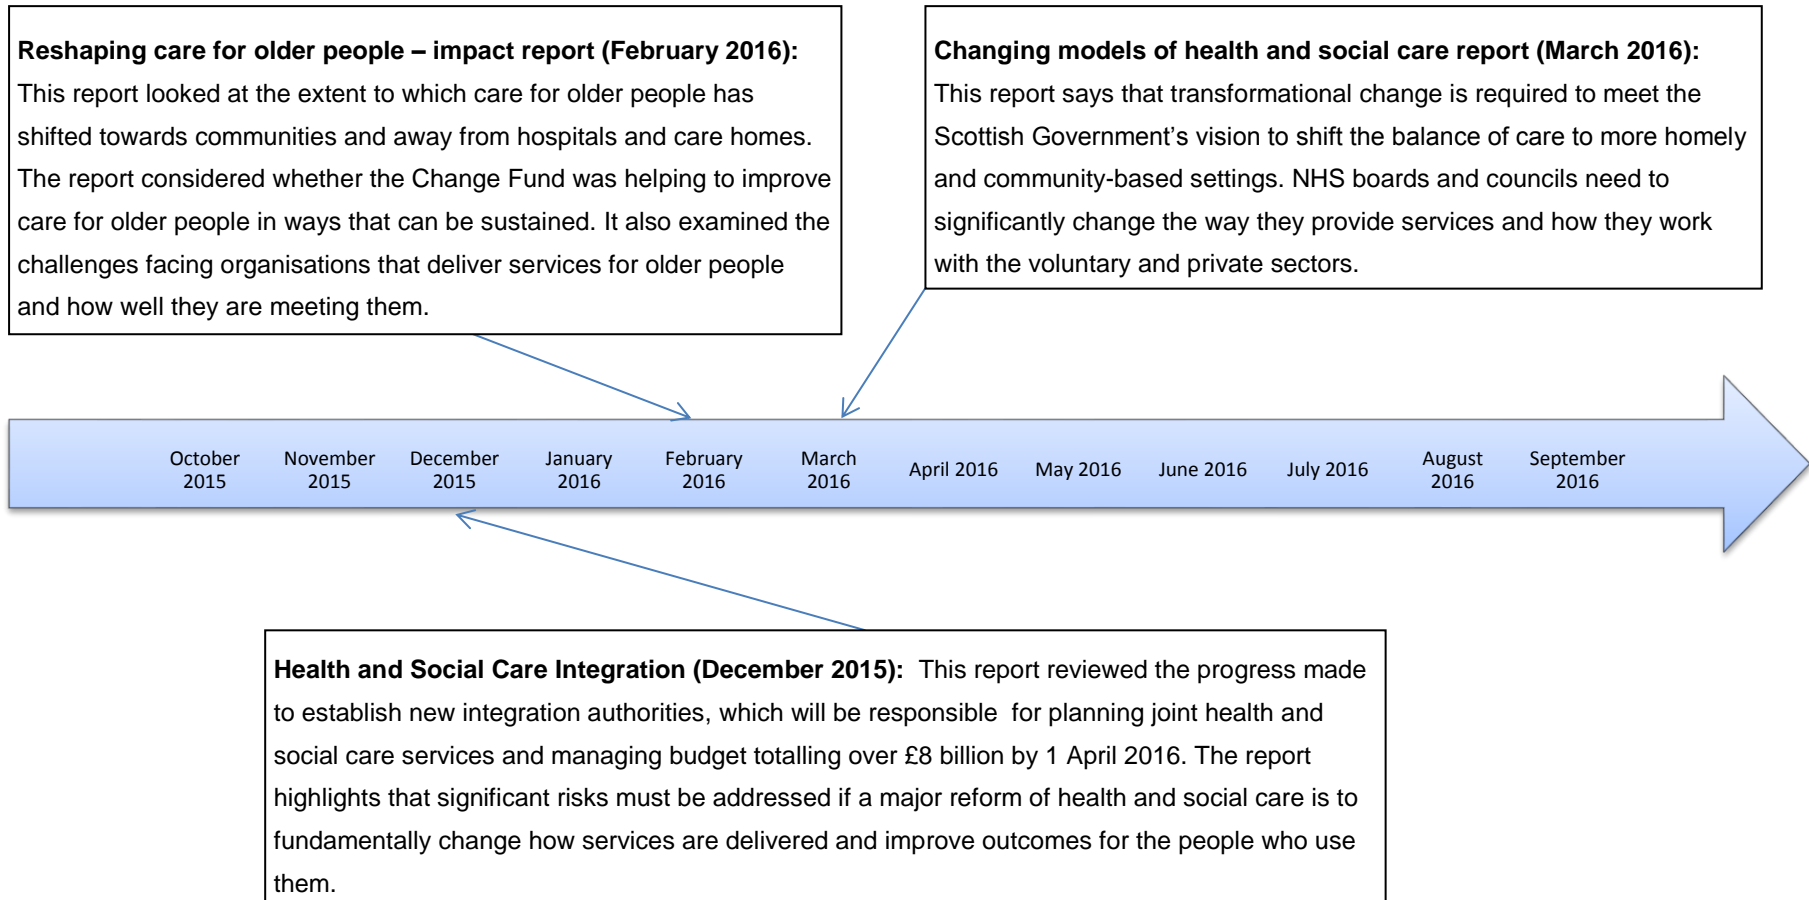 Reshaping care for older people – impact report (February 2016):
This report looked at the extent to which care for older people has
shifted towards communities and away from hospitals and care homes.
The report considered whether the Change Fund was helping to improve
care for older people in ways that can be sustained. It also examined the
challenges facing organisations that deliver services for older people
and how well they are meeting them.
Changing models of health and social care report (March 2016):
This report says that transformational change is required to meet the
Scottish Government’s vision to shift the balance of care to more homely
and community-based settings. NHS boards and councils need to
significantly change the way they provide services and how they work
with the voluntary and private sectors.
October
2015
November
2015
December
2015
January
2016
February
2016
March
2016
April 2016
May 2016
June 2016
July 2016
August
2016
September
2016
Health and Social Care Integration (December 2015): This report reviewed the progress made
to establish new integration authorities, which will be responsible for planning joint health and
social care services and managing budget totalling over £8 billion by 1 April 2016. The report
highlights that significant risks must be addressed if a major reform of health and social care is to
fundamentally change how services are delivered and improve outcomes for the people who use
them.